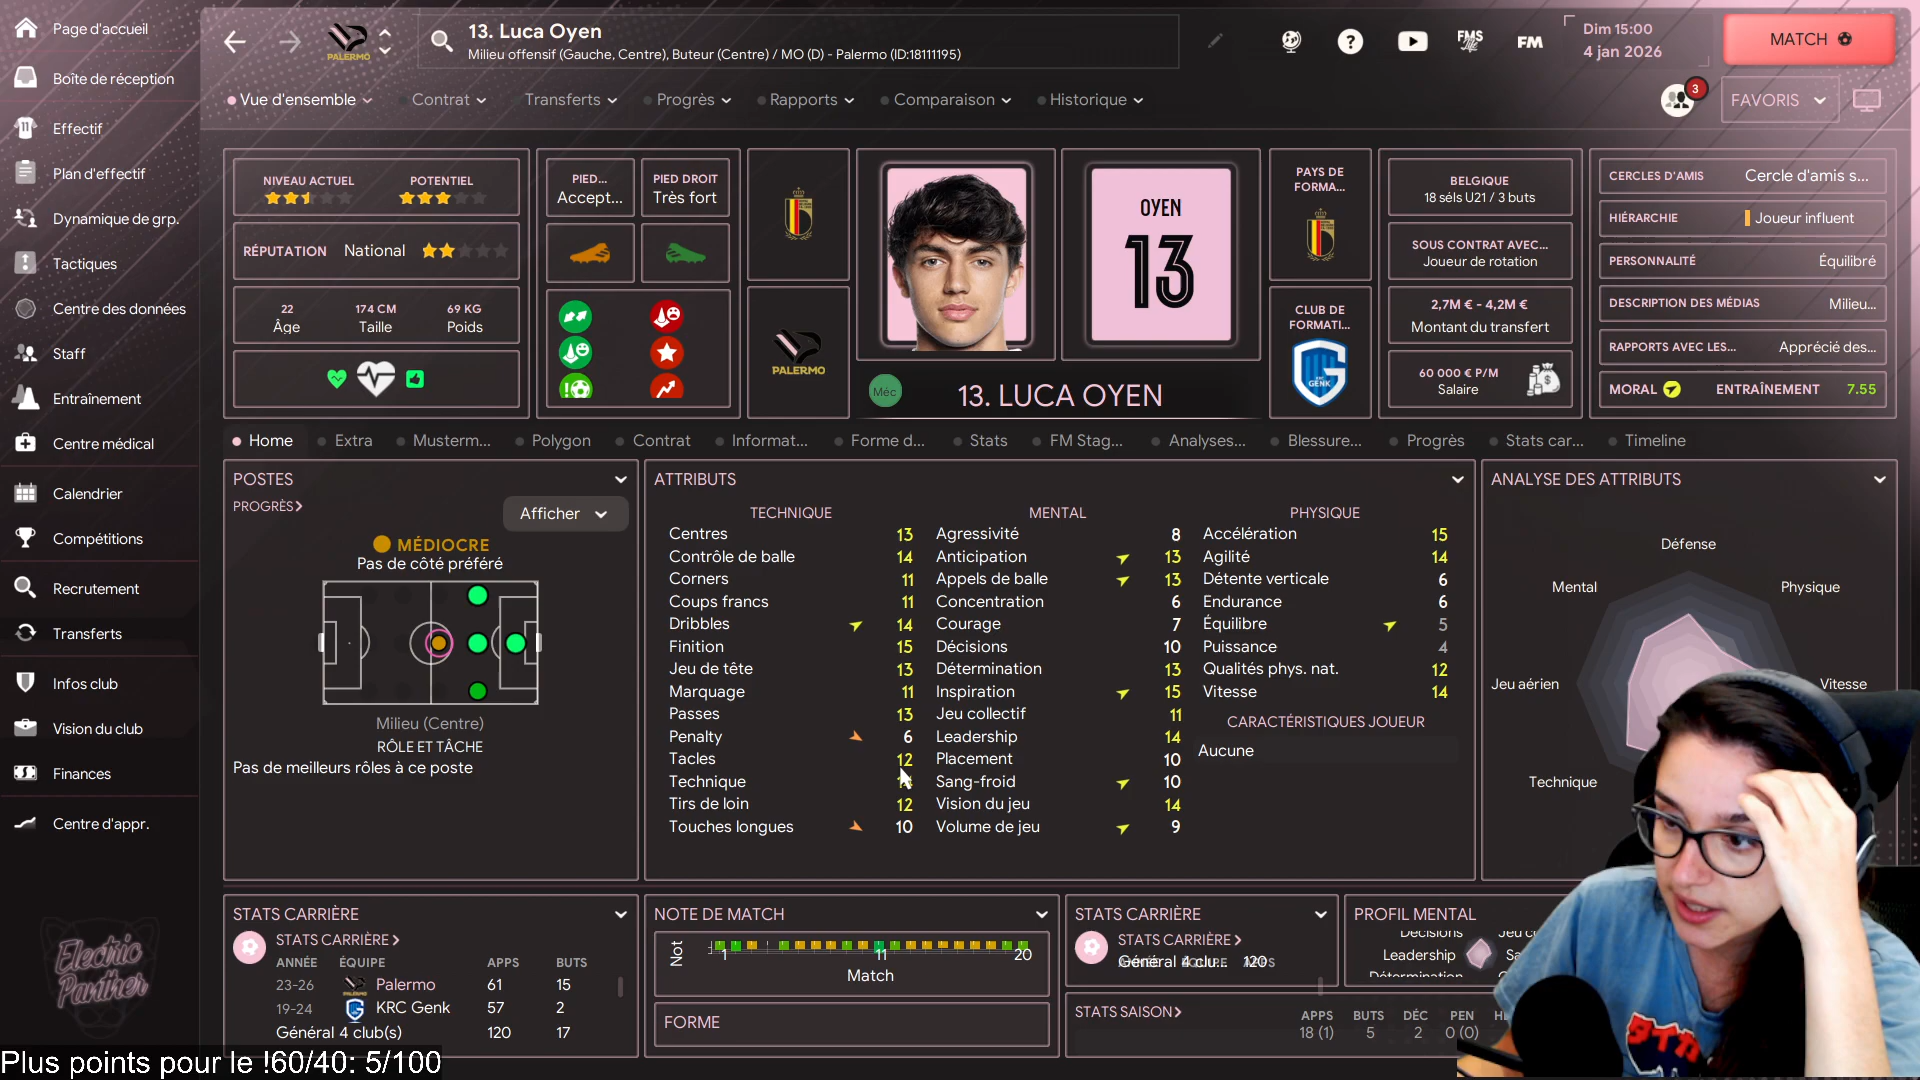 Page d'accueil
Boîte de réception
Effectif
Plan d'effectif
Dynamique de grp.
Tactiques
Centre des données
Staff
Entraînement
Centre médical
Calendrier
Compétitions
Recrutement
Transferts
Infos club
Vision du club
Finances
Centre d'appr.
Electric Panther
PALERMO
13. Luca Oyen
Milieu offensif (Gauche, Centre), Buteur (Centre) / MO (D) - Palermo (ID:18111195)
FMS
FM
Dim 15:00
4 jan 2026
MATCH
Vue d'ensemble
Contrat
Transferts
Progrès
Rapports
Comparaison
Historique
3
FAVORIS
NIVEAU ACTUEL
POTENTIEL
RÉPUTATION National
22 174 CM 69 KG
Âge Taille Poids
PIED...
Accept...
PIED DROIT
Très fort
PALERMO
Méc
OYEN
13
13. LUCA OYEN
PAYS DE
FORMA...
CLUB DE
FORMATI...
GENK
BELGIQUE
18 séls U21 / 3 buts
SOUS CONTRAT AVEC...
Joueur de rotation
2,7M € - 4,2M €
Montant du transfert
60 000 € P/M
Salaire
CERCLES D'AMIS Cercle d'amis s...
HIÉRARCHIE Joueur influent
PERSONNALITÉ Équilibré
DESCRIPTION DES MÉDIAS Milieu...
RAPPORTS AVEC LES... Apprécié des...
MORAL ENTRAÎNEMENT 7.55
Home Extra Musterm... Polygon Contrat Informat... Forme d... Stats FM Stag... Analyses... Blessure... Progrès Stats car... Timeline
POSTES
PROGRÈS
Afficher
MÉDIOCRE
Pas de côté préféré
Milieu (Centre)
RÔLE ET TÂCHE
Pas de meilleurs rôles à ce poste
ATTRIBUTS
TECHNIQUE
Centres 13
Contrôle de balle 14
Corners 11
Coups francs 11
Dribbles 14
Finition 15
Jeu de tête 13
Marquage 11
Passes 13
Penalty 6
Tacles 12
Technique
Tirs de loin 12
Touches longues 10
MENTAL
Agressivité 8
Anticipation 13
Appels de balle 13
Concentration 6
Courage 7
Décisions 10
Détermination 13
Inspiration 15
Jeu collectif 11
Leadership 14
Placement 10
Sang-froid 10
Vision du jeu 14
Volume de jeu 9
PHYSIQUE
Accélération 15
Agilité 14
Détente verticale 6
Endurance 6
Équilibre 5
Puissance 4
Qualités phys. nat. 12
Vitesse 14
CARACTÉRISTIQUES JOUEUR
Aucune
ANALYSE DES ATTRIBUTS
Défense
Mental
Physique
Jeu aérien
Vitesse
Technique
STATS CARRIÈRE
STATS CARRIÈRE
ANNÉE ÉQUIPE APPS BUTS
23-26 Palermo 61 15
19-24 KRC Genk 57 2
Général 4 club(s) 120 17
NOTE DE MATCH
Not
1 11 20
Match
FORME
STATS CARRIÈRE
STATS CARRIÈRE
Général 4 clu... 120
PROFIL MENTAL
Décisions
Leadership
Détermination
STATS SAISON
APPS BUTS DÉC PEN
18 (1) 5 2 0 (0)
Plus points pour le !60/40: 5/100